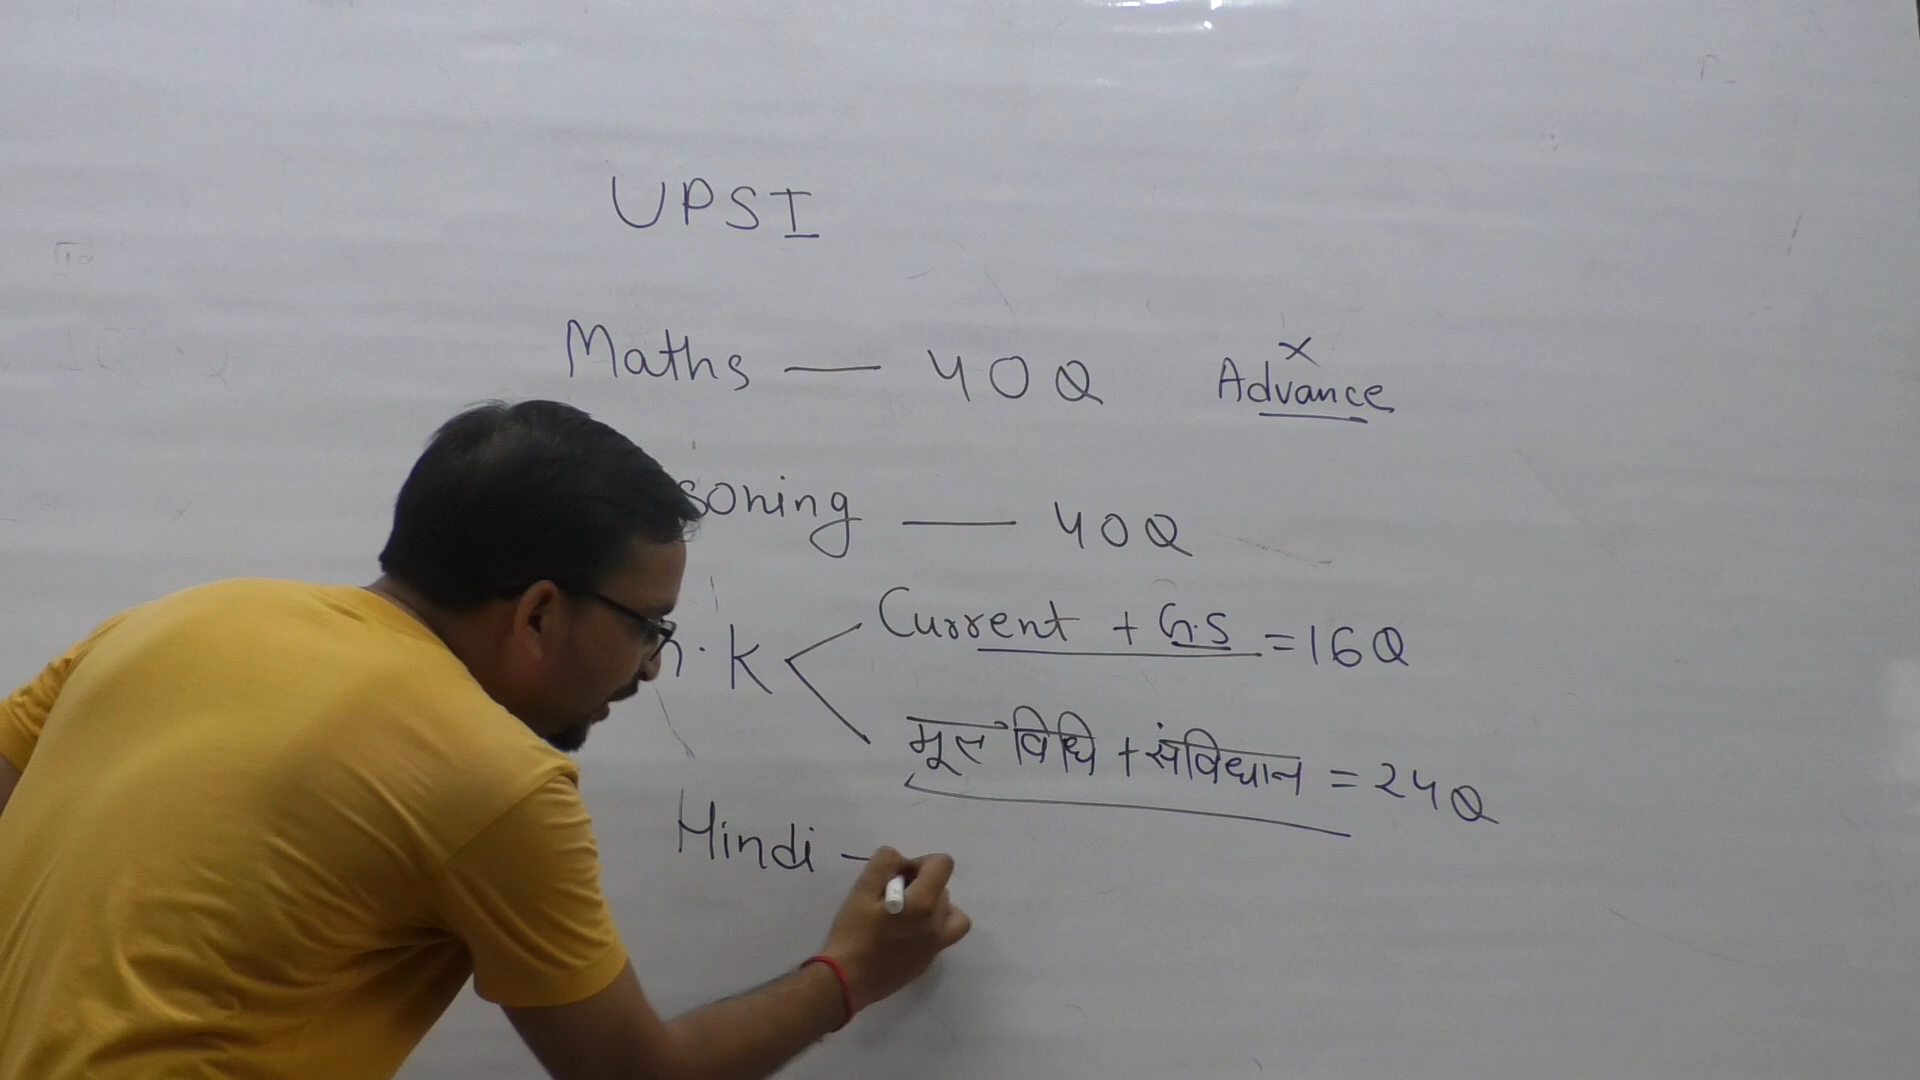 UPSI
Maths — 40Q
x
Advance
soning — 40Q
Current + G.S = 16Q
. K
मूल विधि + संविधान = 24Q
Hindi —